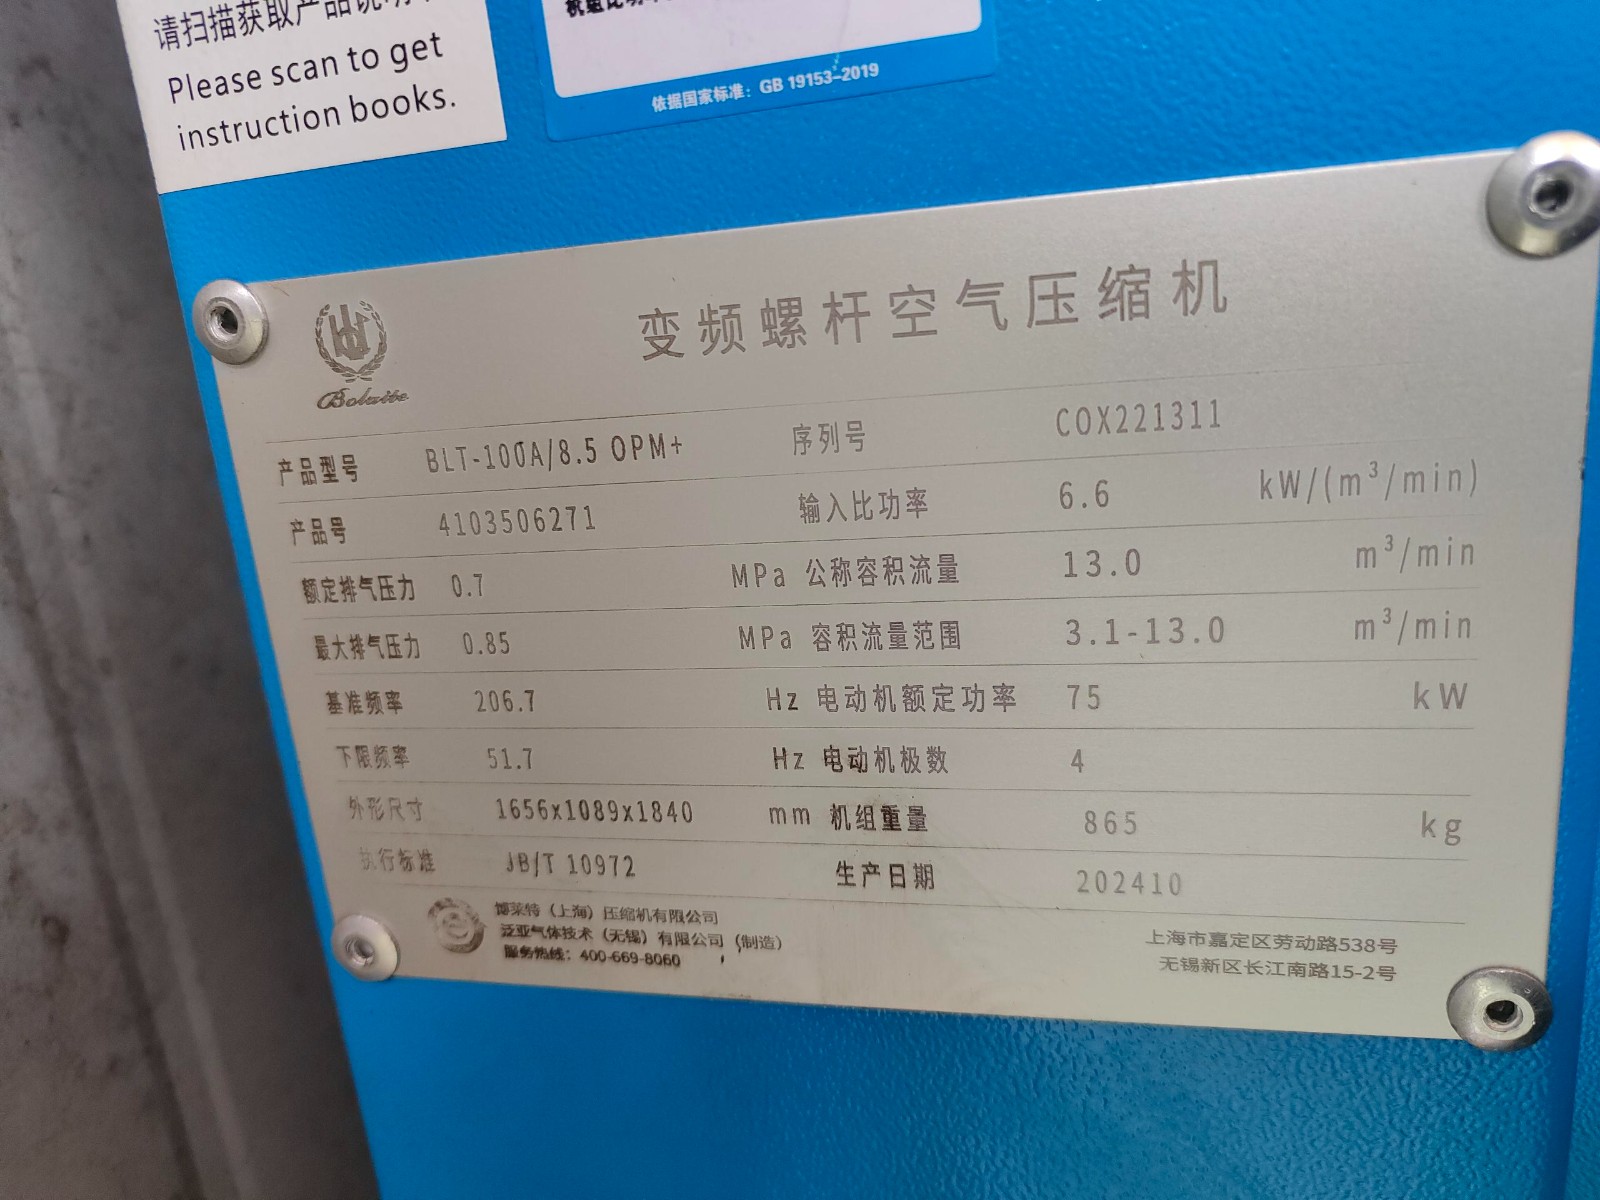 请扫描获取产品说明
Please scan to get
instruction books.
依据国家标准：GB 19153-2019
Bolaite
变频螺杆空气压缩机
产品型号 BLT-100A/8.5 OPM+ 序列号 COX221311
产品号 4103506271 输入比功率 6.6 kW/(m³/min)
额定排气压力 0.7 MPa 公称容积流量 13.0 m³/min
最大排气压力 0.85 MPa 容积流量范围 3.1-13.0 m³/min
基准频率 206.7 Hz 电动机额定功率 75 kW
下限频率 51.7 Hz 电动机极数 4
外形尺寸 1656x1089x1840 mm 机组重量 865 kg
执行标准 JB/T 10972 生产日期 202410
博莱特（上海）压缩机有限公司
泛亚气体技术（无锡）有限公司（制造）
服务热线：400-669-8060
上海市嘉定区劳动路538号
无锡新区长江南路15-2号